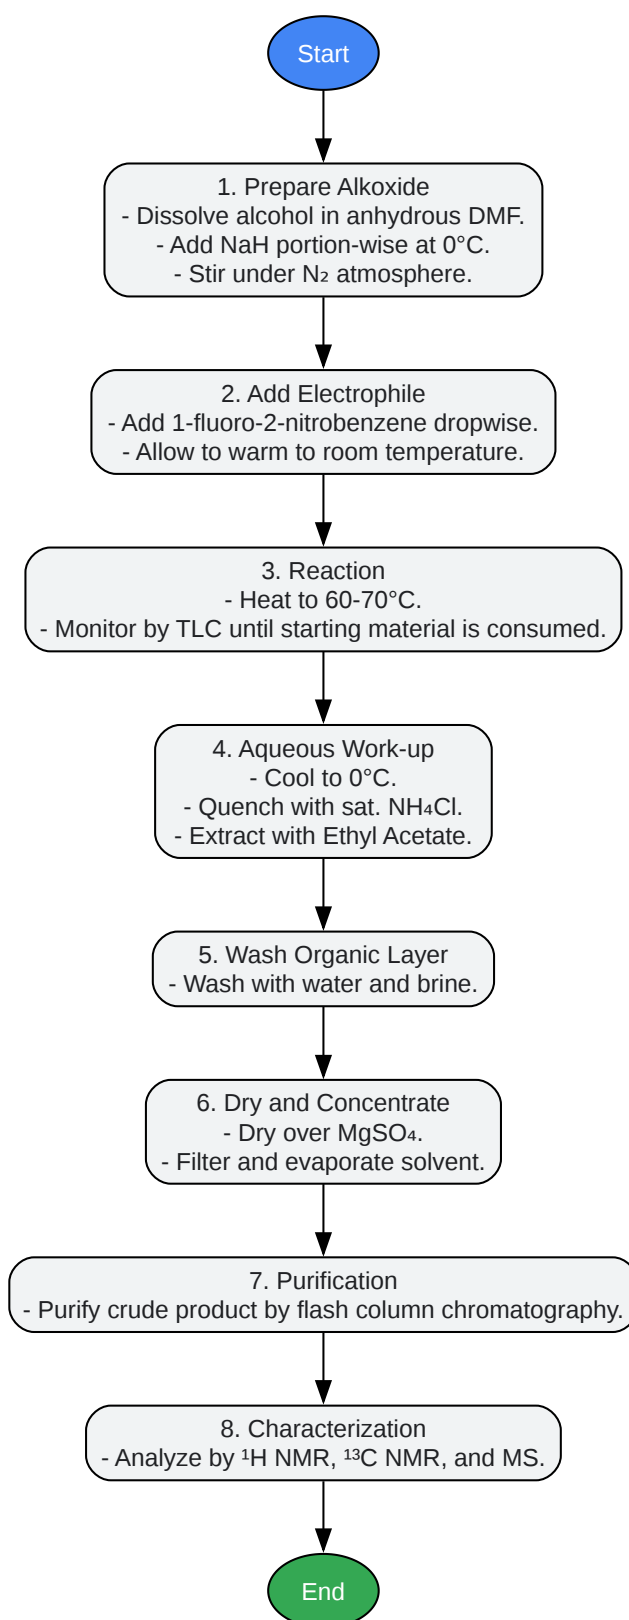 Start
1. Prepare Alkoxide
- Dissolve alcohol in anhydrous DMF.
- Add NaH portion-wise at 0°C.
- Stir under N₂ atmosphere.
2. Add Electrophile
- Add 1-fluoro-2-nitrobenzene dropwise.
- Allow to warm to room temperature.
3. Reaction
- Heat to 60-70°C.
- Monitor by TLC until starting material is consumed.
4. Aqueous Work-up
- Cool to 0°C.
- Quench with sat. NH₄Cl.
- Extract with Ethyl Acetate.
5. Wash Organic Layer
- Wash with water and brine.
6. Dry and Concentrate
- Dry over MgSO₄.
- Filter and evaporate solvent.
7. Purification
- Purify crude product by flash column chromatography.
8. Characterization
- Analyze by ¹H NMR, ¹³C NMR, and MS.
End